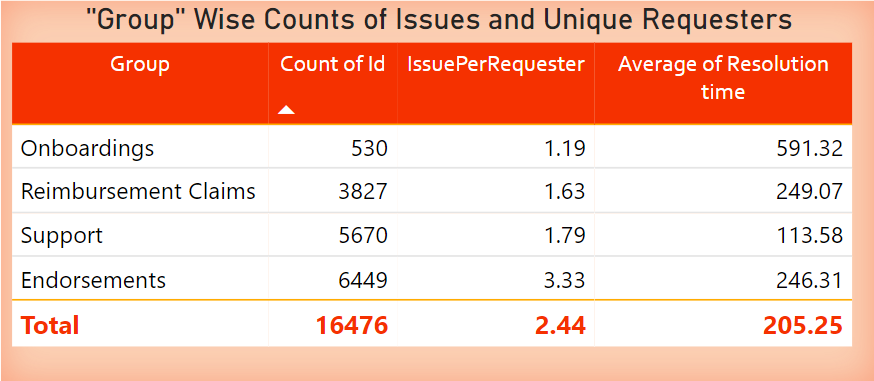 "Group" Wise Counts of Issues and Unique Requesters
Group Count of Id IssuePerRequester Average of Resolution time
Onboardings 530 1.19 591.32
Reimbursement Claims 3827 1.63 249.07
Support 5670 1.79 113.58
Endorsements 6449 3.33 246.31
Total 16476 2.44 205.25